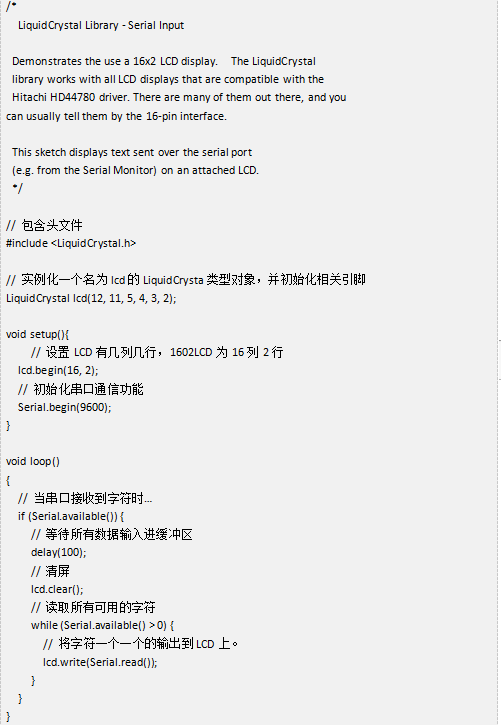 /*
LiquidCrystal Library - Serial Input
Demonstrates the use a 16x2 LCD display. The LiquidCrystal
library works with all LCD displays that are compatible with the
Hitachi HD44780 driver. There are many of them out there, and you
can usually tell them by the 16-pin interface.
This sketch displays text sent over the serial port
(e.g. from the Serial Monitor) on an attached LCD.
*/
// 包含头文件
#include <LiquidCrystal.h>
// 实例化一个名为 lcd 的 LiquidCrysta 类型对象，并初始化相关引脚
LiquidCrystal lcd(12, 11, 5, 4, 3, 2);
void setup(){
// 设置 LCD 有几列几行，1602LCD 为 16 列 2 行
lcd.begin(16, 2);
// 初始化串口通信功能
Serial.begin(9600);
}
void loop()
{
// 当串口接收到字符时...
if (Serial.available()) {
// 等待所有数据输入进缓冲区
delay(100);
// 清屏
lcd.clear();
// 读取所有可用的字符
while (Serial.available() > 0) {
// 将字符一个一个的输出到 LCD 上。
lcd.write(Serial.read());
}
}
}